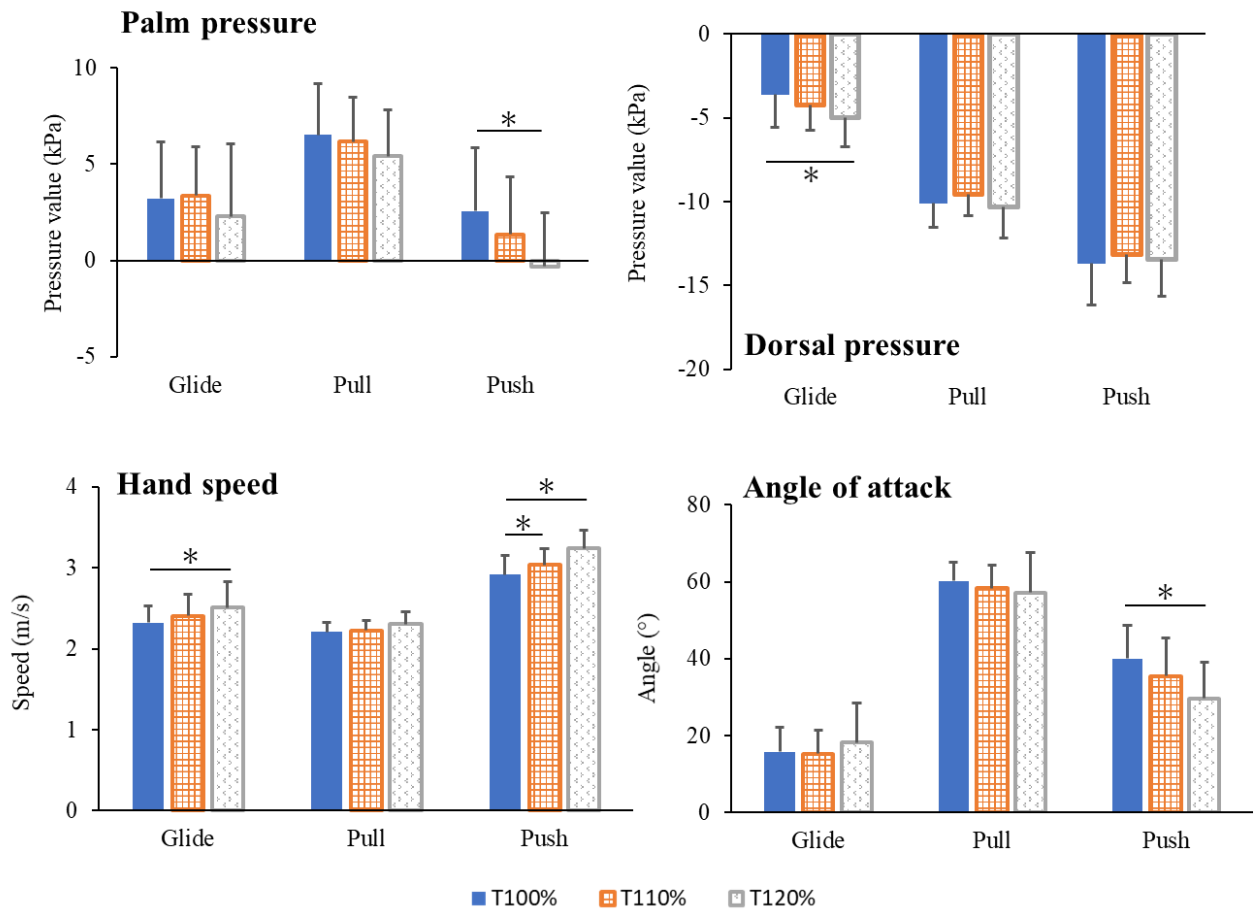 Palm pressure
Pressure value (kPa)
10
5
0
-5
*
Glide Pull Push
Pressure value (kPa)
0
-5
-10
-15
-20
*
Dorsal pressure
Glide Pull Push
Hand speed
Speed (m/s)
4
3
2
1
0
*
*
*
Glide Pull Push
Angle of attack
Angle (°)
80
60
40
20
0
*
Glide Pull Push
T100% T110% T120%